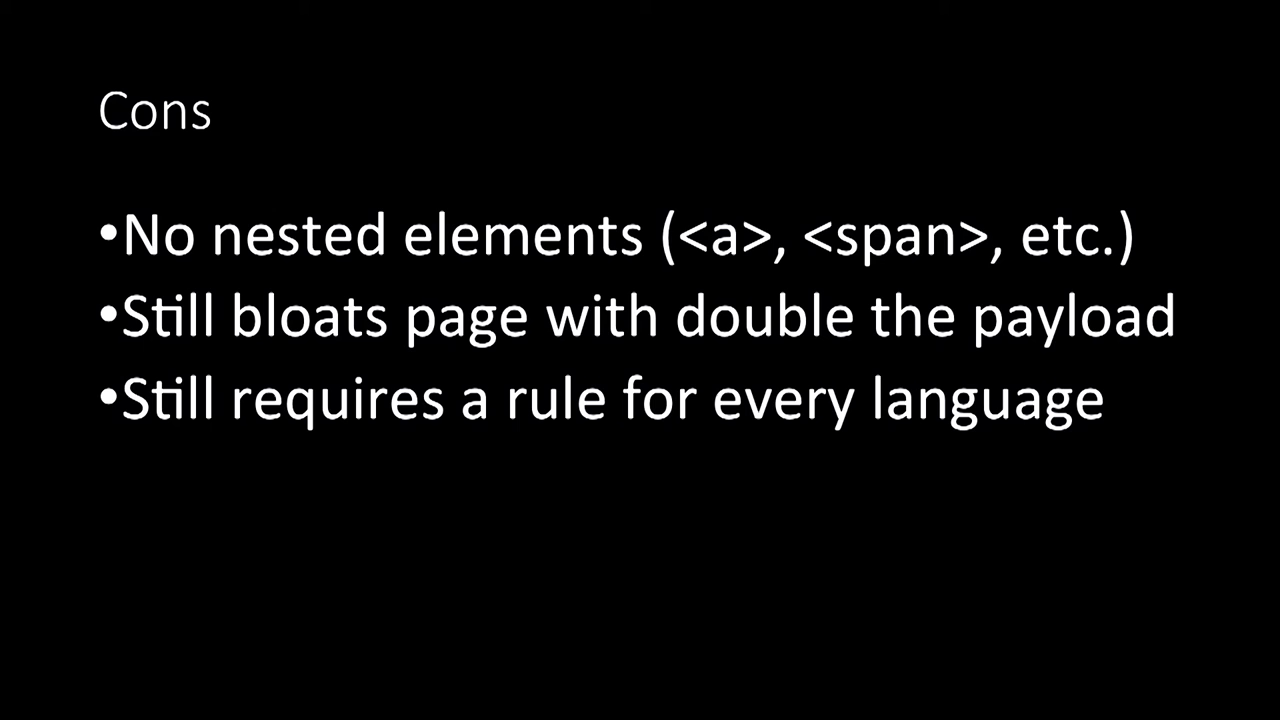 Cons
•No nested elements (<a>, <span>, etc.)
•Still bloats page with double the payload
•Still requires a rule for every language